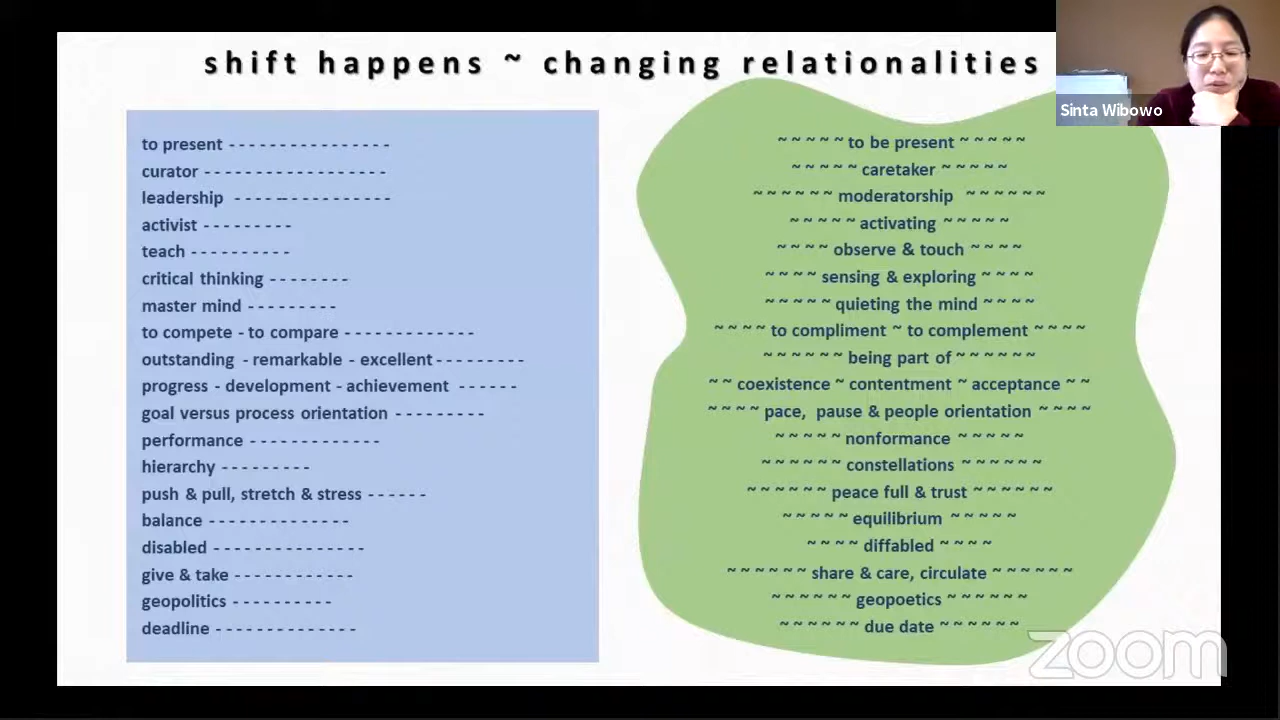 shift happens ~ changing relationalities
Sinta Wibowo
to present - - - - - - - - - - - - - - - -
curator - - - - - - - - - - - - - - - - - -
leadership - - - - - - - - - - - - - - - -
activist - - - - - - - - -
teach - - - - - - - - - -
critical thinking - - - - - - - -
master mind - - - - - - - - -
to compete - to compare - - - - - - - - - - - - -
outstanding - remarkable - excellent - - - - - - - - -
progress - development - achievement - - - - - -
goal versus process orientation - - - - - - - - -
performance - - - - - - - - - - - - -
hierarchy - - - - - - - - -
push & pull, stretch & stress - - - - - -
balance - - - - - - - - - - - - - -
disabled - - - - - - - - - - - - - - -
give & take - - - - - - - - - - - -
geopolitics - - - - - - - - - -
deadline - - - - - - - - - - - - - -
~ ~ ~ ~ ~ to be present ~ ~ ~ ~ ~
~ ~ ~ ~ ~ caretaker ~ ~ ~ ~ ~
~ ~ ~ ~ ~ ~ moderatorship ~ ~ ~ ~ ~ ~
~ ~ ~ ~ ~ activating ~ ~ ~ ~ ~
~ ~ ~ ~ observe & touch ~ ~ ~ ~
~ ~ ~ ~ sensing & exploring ~ ~ ~ ~
~ ~ ~ ~ ~ quieting the mind ~ ~ ~ ~
~ ~ ~ ~ to compliment ~ to complement ~ ~ ~ ~
~ ~ ~ ~ ~ ~ being part of ~ ~ ~ ~ ~ ~
~ ~ coexistence ~ contentment ~ acceptance ~ ~
~ ~ ~ ~ pace, pause & people orientation ~ ~ ~ ~
~ ~ ~ ~ ~ nonformance ~ ~ ~ ~ ~
~ ~ ~ ~ ~ ~ constellations ~ ~ ~ ~ ~ ~
~ ~ ~ ~ ~ ~ peace full & trust ~ ~ ~ ~ ~ ~
~ ~ ~ ~ ~ equilibrium ~ ~ ~ ~ ~
~ ~ ~ ~ diffabled ~ ~ ~ ~
~ ~ ~ ~ ~ ~ share & care, circulate ~ ~ ~ ~ ~ ~
~ ~ ~ ~ ~ ~ geopoetics ~ ~ ~ ~ ~ ~
~ ~ ~ ~ ~ ~ due date ~ ~ ~ ~ ~ ~
zoom